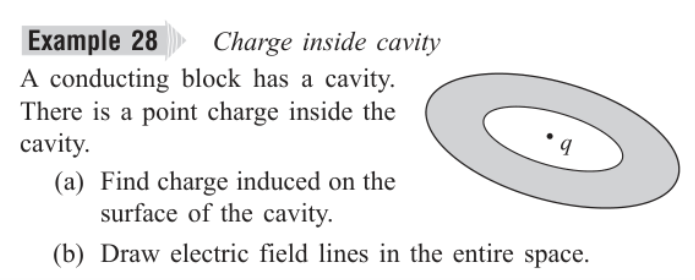 Example 28 Charge inside cavity
A conducting block has a cavity.
There is a point charge inside the
cavity.
q
(a) Find charge induced on the
surface of the cavity.
(b) Draw electric field lines in the entire space.